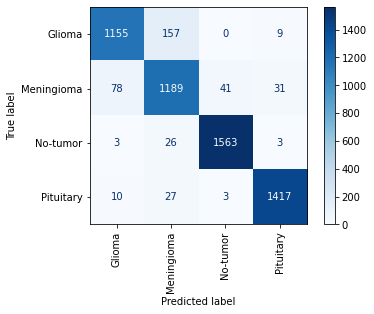 Glioma 1155 157 0 9
Meningioma 78 1189 41 31
No-tumor 3 26 1563 3
Pituitary 10 27 3 1417
True label
Glioma Meningioma No-tumor Pituitary
Predicted label
1400
1200
1000
800
600
400
200
0